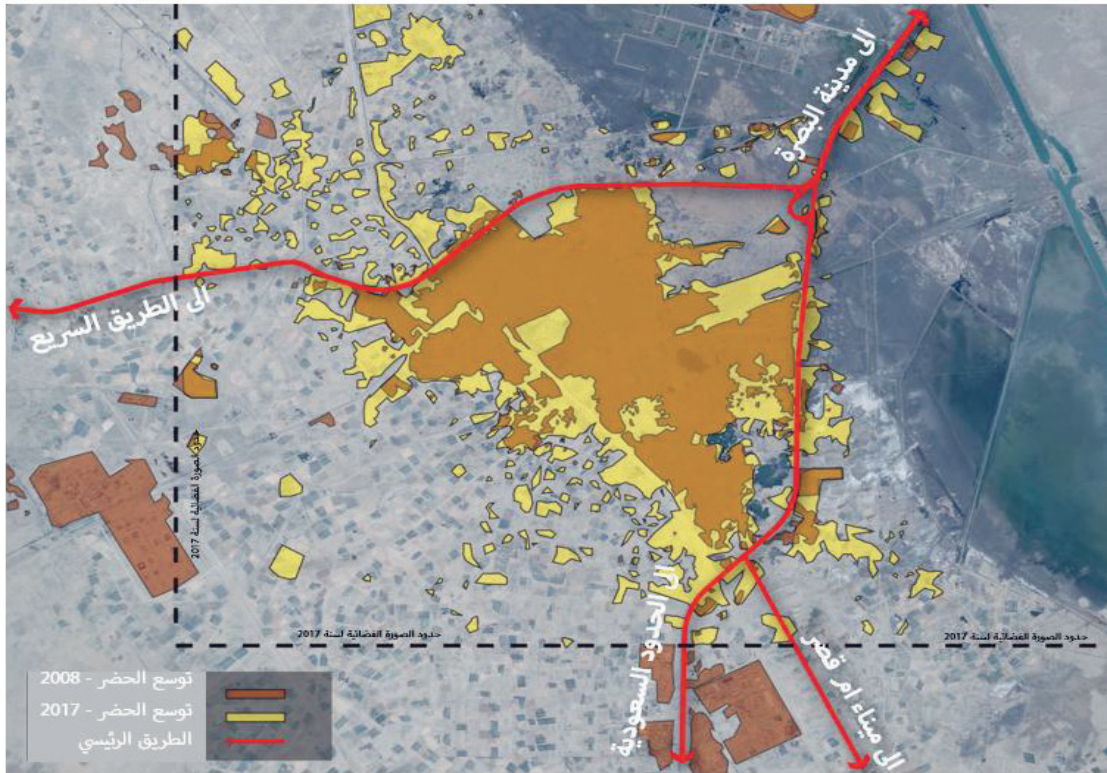 الى مدينة البصرة
الى الطريق السريع
حدود الصورة الفضائية لسنة 2017
الى الحدود السعودية
الى ميناء ام قصر
حدود الصورة الفضائية لسنة 2017
حدود الصورة الفضائية لسنة 2017
توسع الحضر - 2008
توسع الحضر - 2017
الطريق الرئيسي